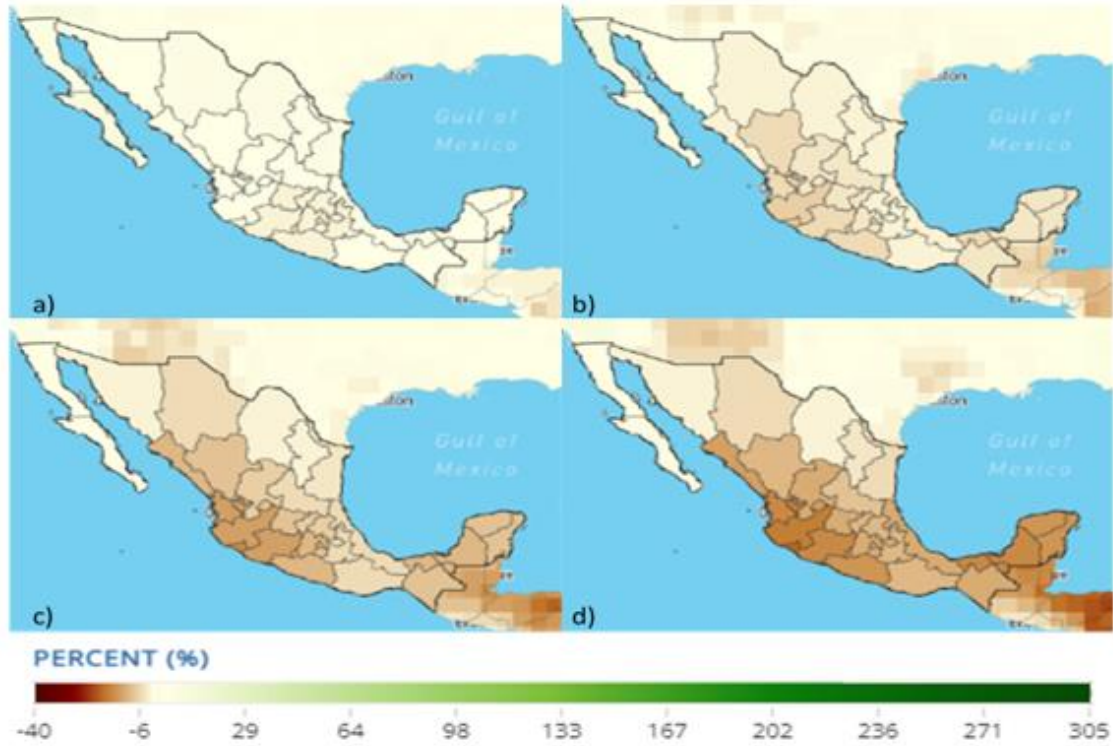 Gulf of
Mexico
a)
Gulf of
Mexico
b)
Gulf of
Mexico
c)
Gulf of
Mexico
d)
PERCENT (%)
-40 -6 29 64 98 133 167 202 236 271 305